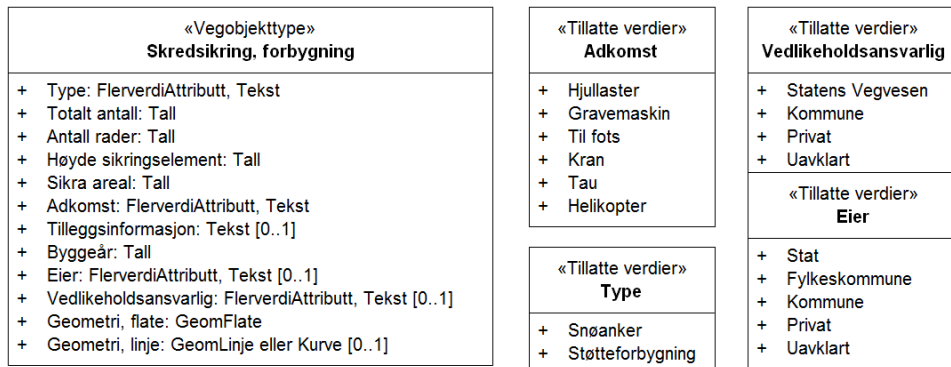 «Vegobjekttype»
Skredsikring, forbygning
+ Type: FlerverdiAttributt, Tekst
+ Totalt antall: Tall
+ Antall rader: Tall
+ Høyde sikringselement: Tall
+ Sikra areal: Tall
+ Adkomst: FlerverdiAttributt, Tekst
+ Tilleggsinformasjon: Tekst [0..1]
+ Byggeår: Tall
+ Eier: FlerverdiAttributt, Tekst [0..1]
+ Vedlikeholdsansvarlig: FlerverdiAttributt, Tekst [0..1]
+ Geometri, flate: GeomFlate
+ Geometri, linje: GeomLinje eller Kurve [0..1]
«Tillatte verdier»
Adkomst
+ Hjullaster
+ Gravemaskin
+ Til fots
+ Kran
+ Tau
+ Helikopter
«Tillatte verdier»
Type
+ Snøanker
+ Støtteforbygning
«Tillatte verdier»
Vedlikeholdsansvarlig
+ Statens Vegvesen
+ Kommune
+ Privat
+ Uavklart
«Tillatte verdier»
Eier
+ Stat
+ Fylkeskommune
+ Kommune
+ Privat
+ Uavklart